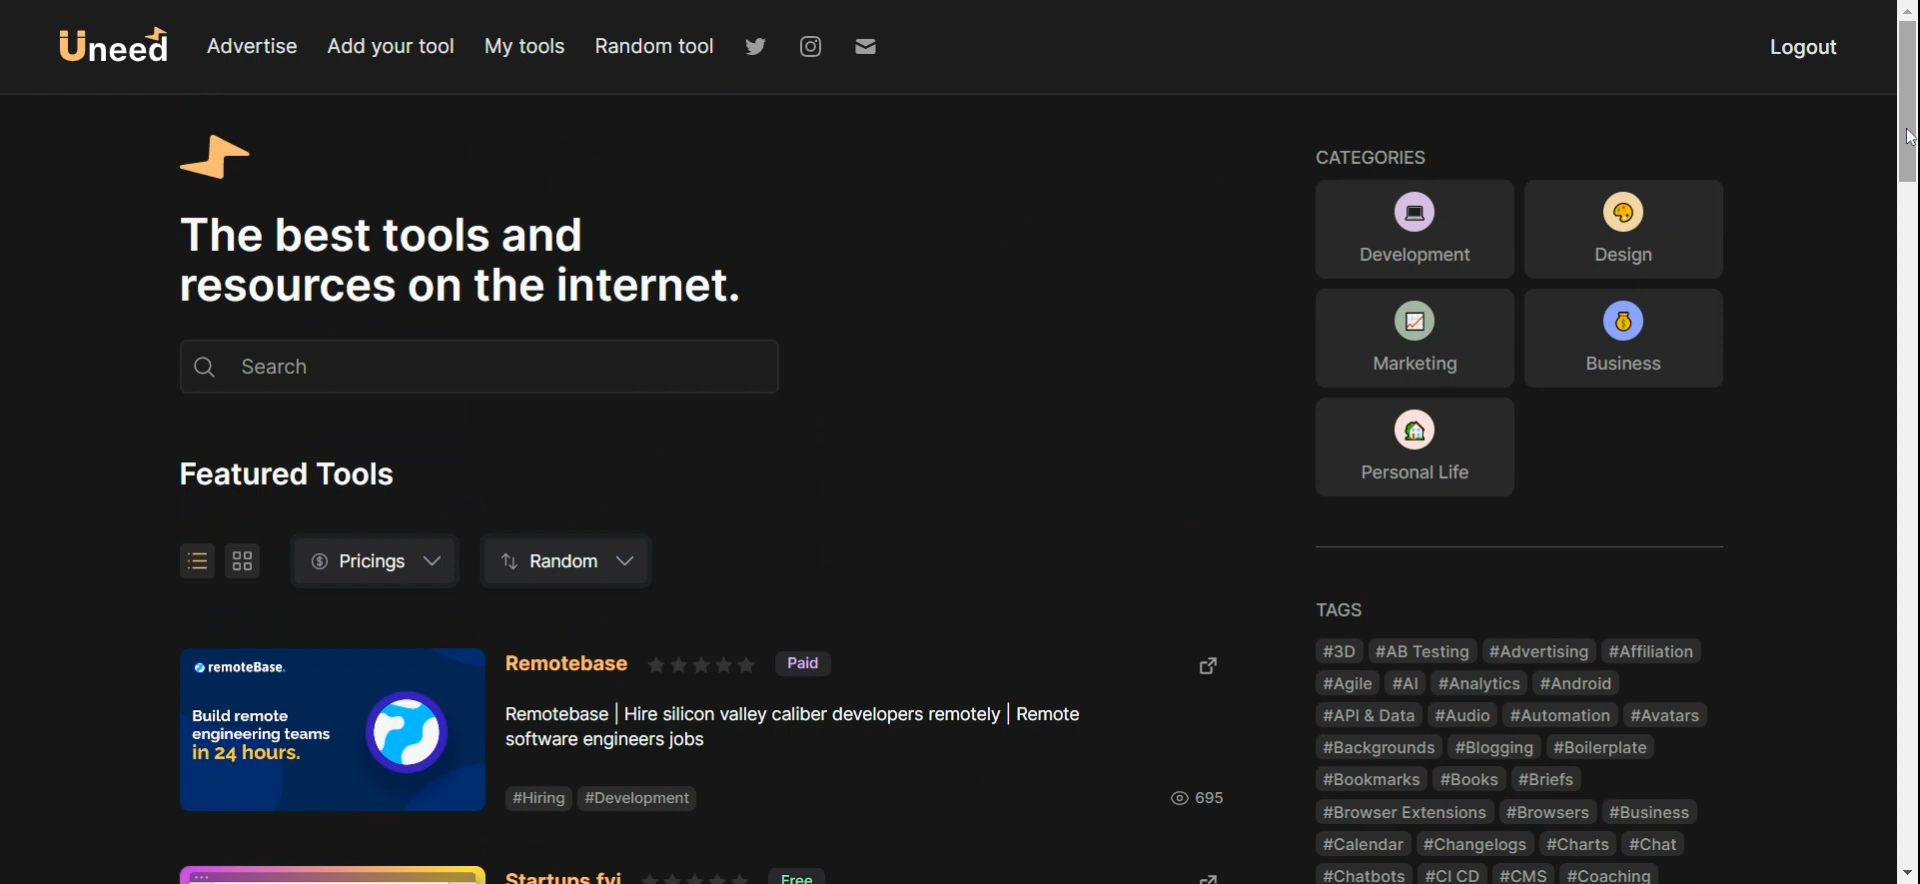 Uneed Advertise Add your tool My tools Random tool Logout
The best tools and
resources on the internet.
Search
Featured Tools
Pricings Random
remoteBase.
Build remote
engineering teams
in 24 hours.
Remotebase Paid
Remotebase | Hire silicon valley caliber developers remotely | Remote
software engineers jobs
#Hiring #Development 695
Startups.fyi Free
CATEGORIES
Development Design
Marketing Business
Personal Life
TAGS
#3D #AB Testing #Advertising #Affiliation
#Agile #AI #Analytics #Android
#API & Data #Audio #Automation #Avatars
#Backgrounds #Blogging #Boilerplate
#Bookmarks #Books #Briefs
#Browser Extensions #Browsers #Business
#Calendar #Changelogs #Charts #Chat
#Chatbots #CI CD #CMS #Coaching